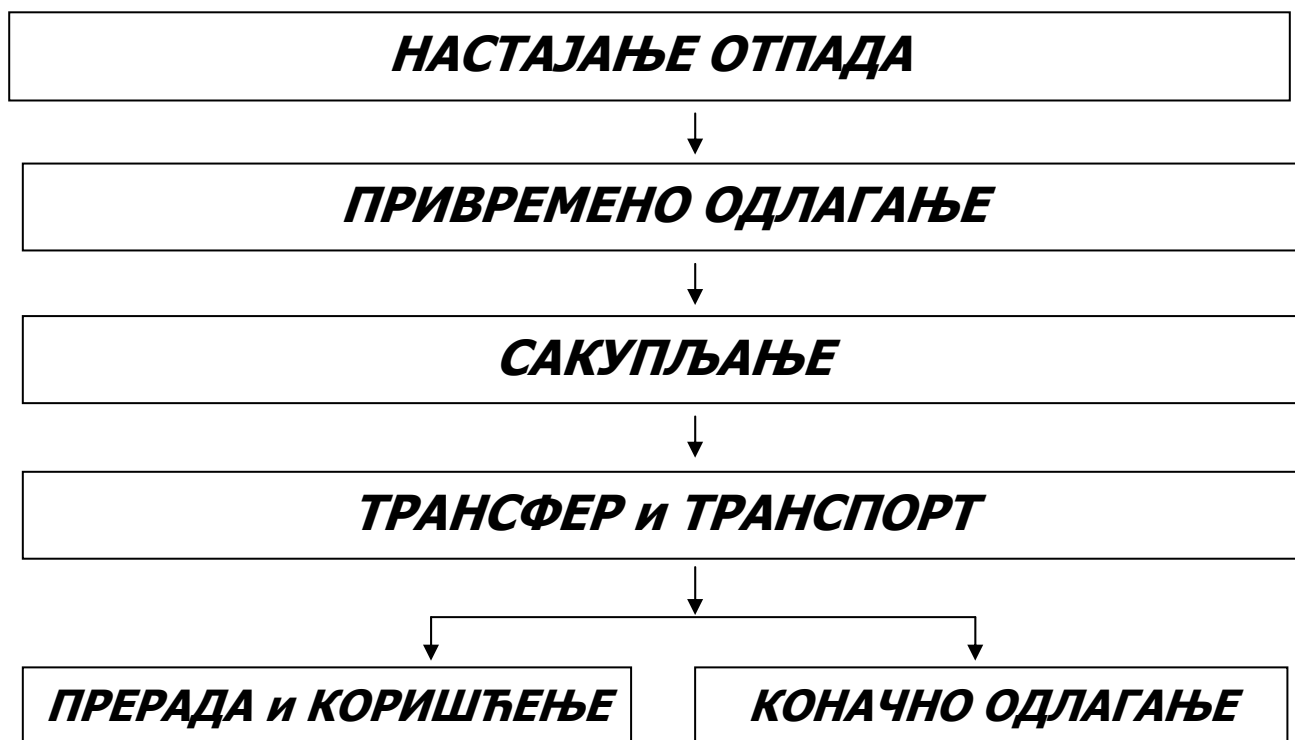 НАСТАЈАЊЕ ОТПАДА
ПРИВРЕМЕНО ОДЛАГАЊЕ
САКУПЉАЊЕ
ТРАНСФЕР и ТРАНСПОРТ
ПРЕРАДА и КОРИШЋЕЊЕ
КОНАЧНО ОДЛАГАЊЕ